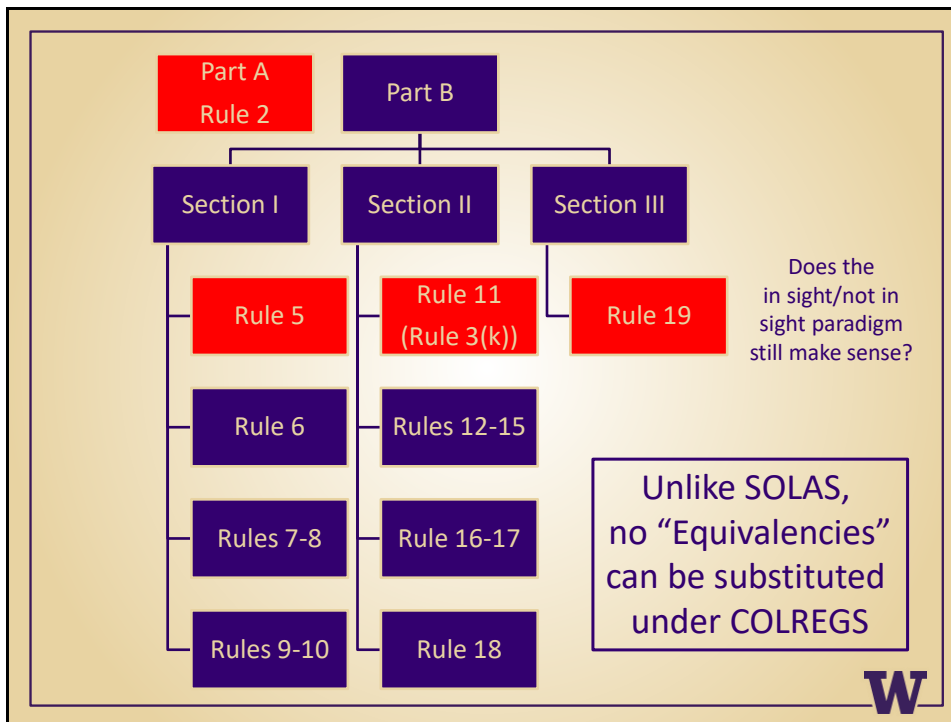 Part A
Rule 2
Part B
Section I
Section II
Section III
Rule 5
Rule 11
(Rule 3(k))
Rule 19
Does the
in sight/not in
sight paradigm
still make sense?
Rule 6
Rules 12-15
Rules 7-8
Rule 16-17
Rules 9-10
Rule 18
Unlike SOLAS,
no “Equivalencies”
can be substituted
under COLREGS
W